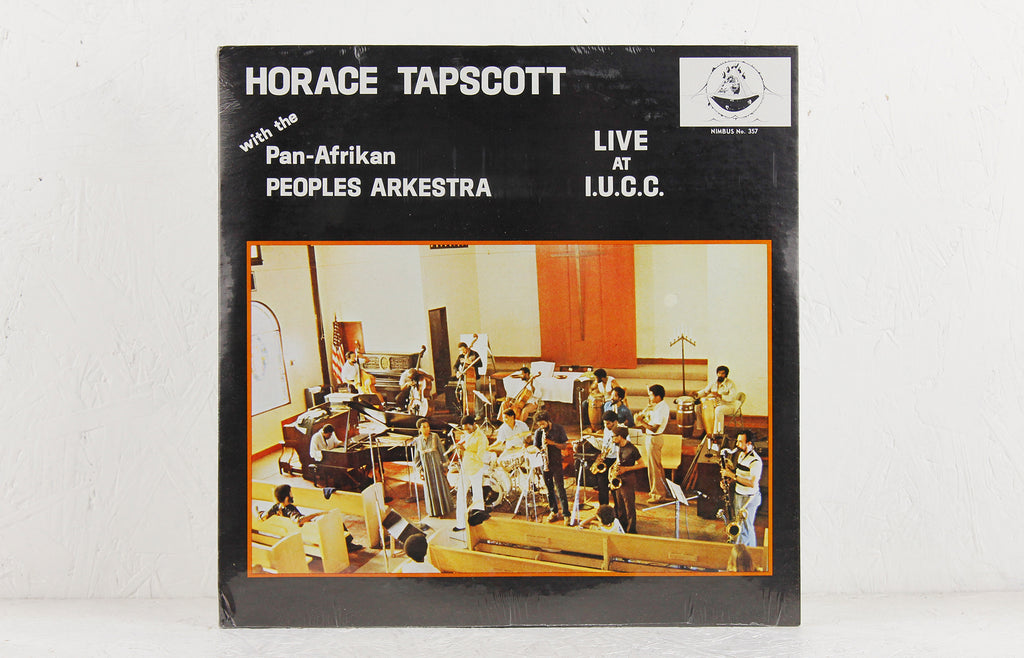 HORACE TAPSCOTT
with the
Pan-Afrikan
PEOPLES ARKESTRA
LIVE
AT
I.U.C.C.
NIMBUS No. 357